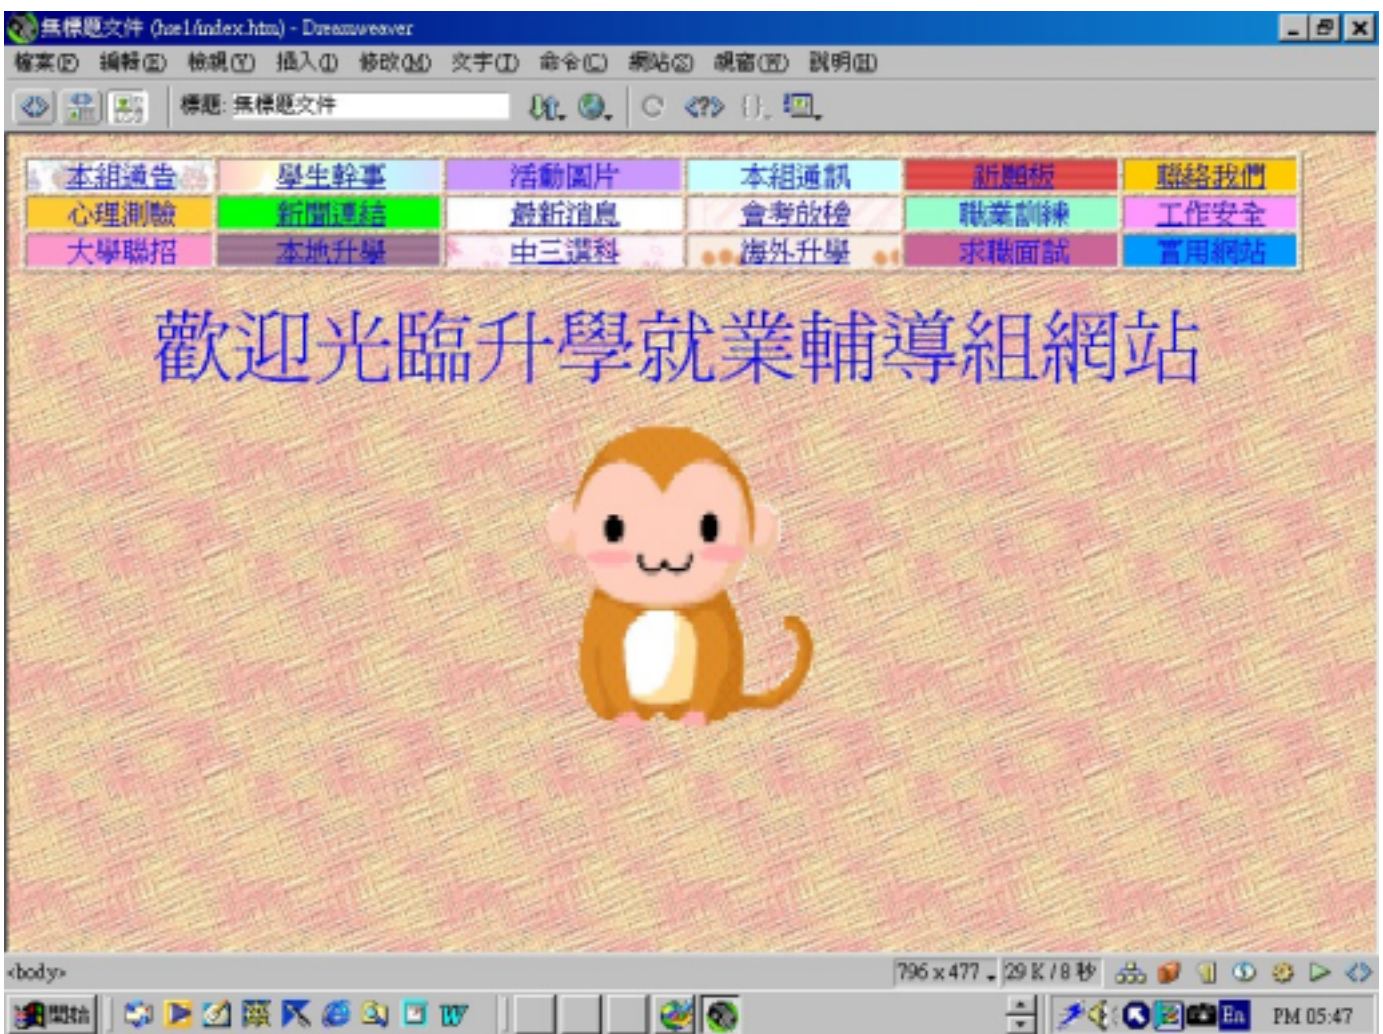 無標題文件 (hse1/index.htm) - Dreamweaver
檔案(F) 編輯(E) 檢視(V) 插入(I) 修改(M) 文字(T) 命令(C) 網站(S) 視窗(W) 說明(H)
標題: 無標題文件
本組通告 學生幹事 活動圖片 本組通訊 新願板 聯絡我們
心理測驗 新聞連結 最新消息 會考放榜 職業訓練 工作安全
大學聯招 本地升學 中三選科 海外升學 求職面試 實用網站
歡迎光臨升學就業輔導組網站
<body> 796 x 477 29 K / 8 秒
開始 En PM 05:47